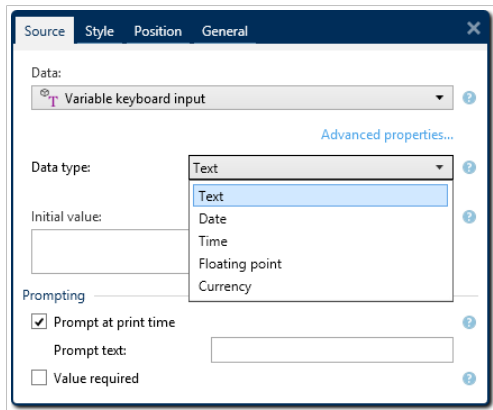 Source Style Position General
Data:
Variable keyboard input
Advanced properties...
Data type: Text
Text
Date
Initial value:
Time
Floating point
Currency
Prompting
Prompt at print time
Prompt text:
Value required